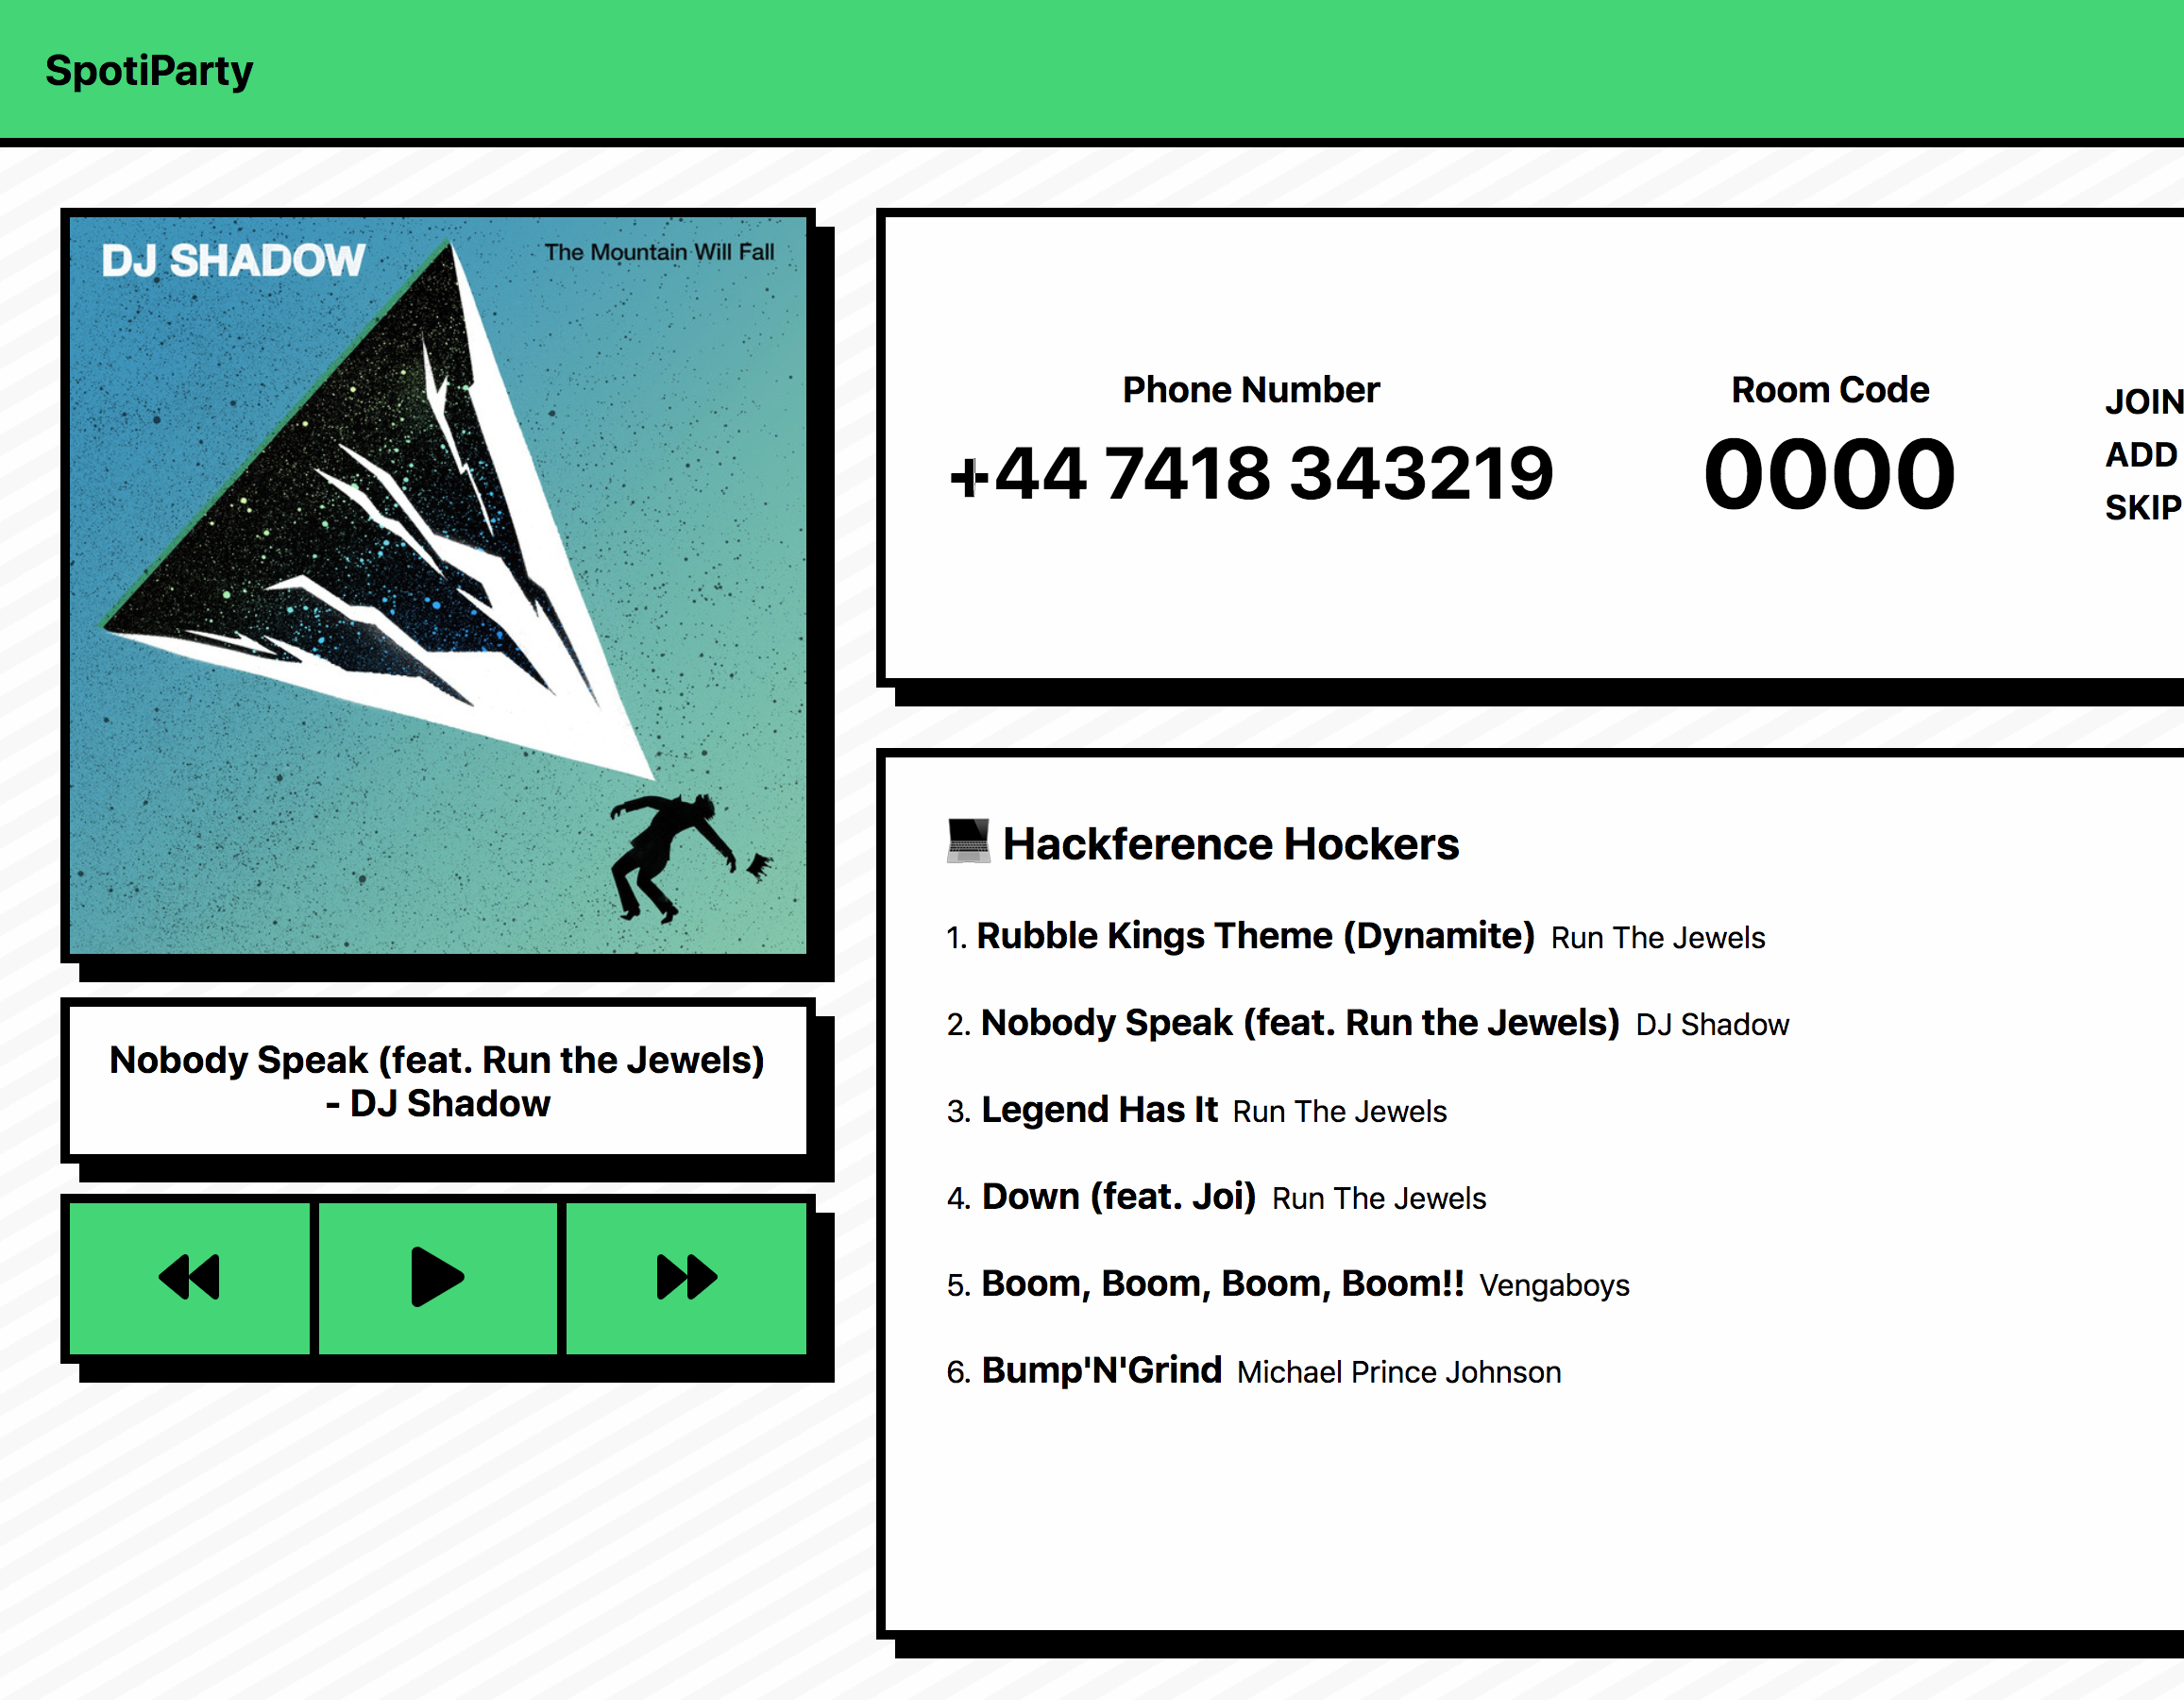 SpotiParty
DJ SHADOW
The Mountain Will Fall
Nobody Speak (feat. Run the Jewels)
- DJ Shadow
Phone Number
+44 7418 343219
Room Code
0000
JOIN
ADD
SKIP
💻 Hackference Hockers
1. Rubble Kings Theme (Dynamite) Run The Jewels
2. Nobody Speak (feat. Run the Jewels) DJ Shadow
3. Legend Has It Run The Jewels
4. Down (feat. Joi) Run The Jewels
5. Boom, Boom, Boom, Boom!! Vengaboys
6. Bump'N'Grind Michael Prince Johnson